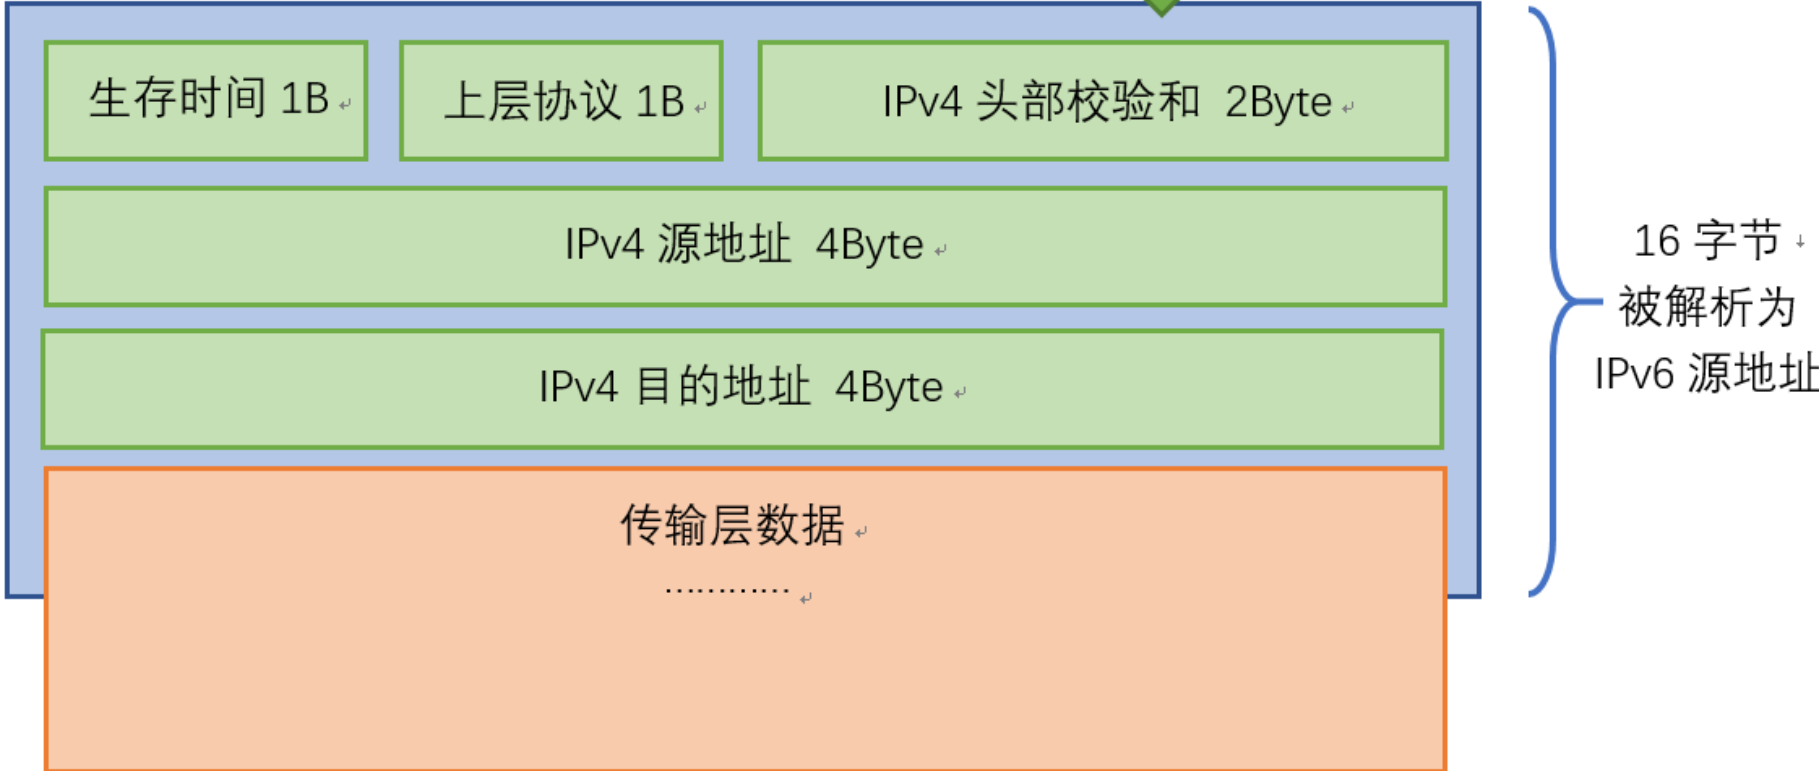 生存时间 1B
上层协议 1B
IPv4 头部校验和 2Byte
IPv4 源地址 4Byte
IPv4 目的地址 4Byte
传输层数据
…………
16 字节
被解析为
IPv6 源地址